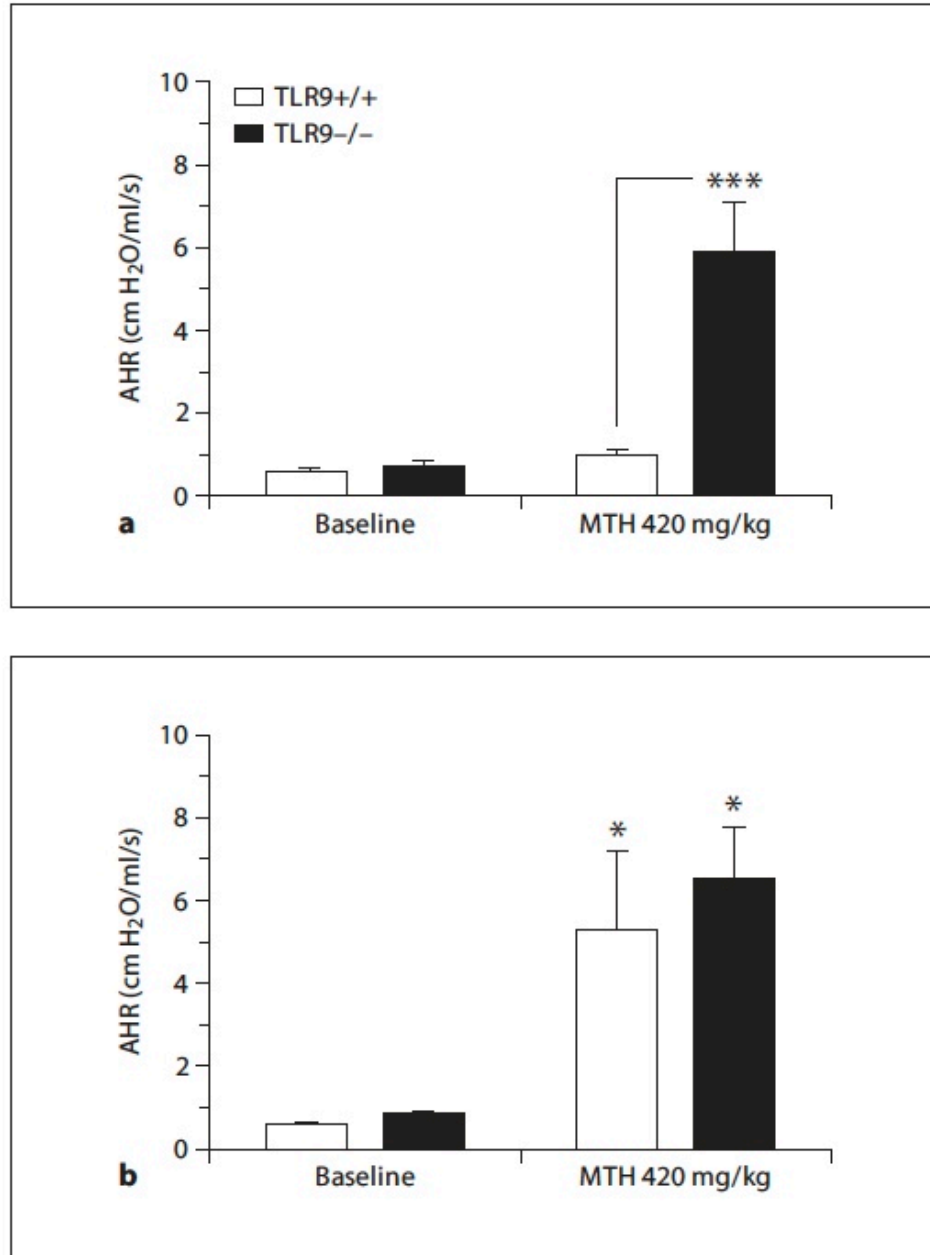 10
TLR9+/+
TLR9–/–
8
***
6
AHR (cm H₂O/ml/s)
4
2
0
a
Baseline
MTH 420 mg/kg
10
8
*
*
6
AHR (cm H₂O/ml/s)
4
2
0
b
Baseline
MTH 420 mg/kg